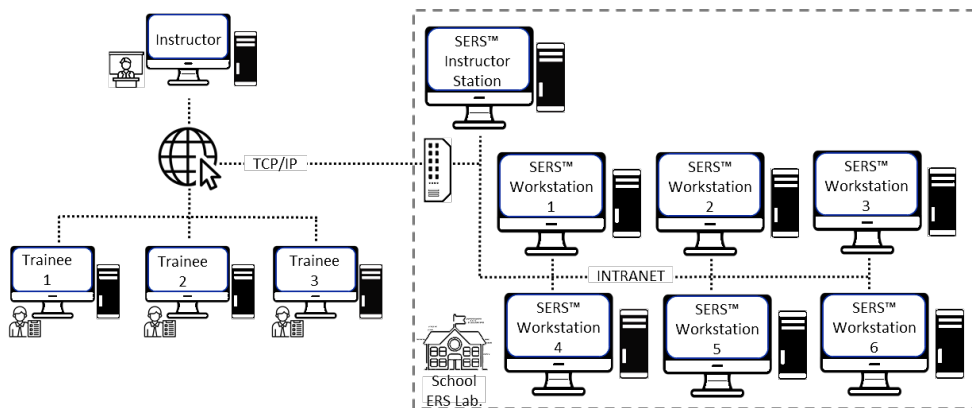 Instructor
SERS™
Instructor
Station
TCP/IP
SERS™
Workstation
1
SERS™
Workstation
2
SERS™
Workstation
3
Trainee
1
Trainee
2
Trainee
3
INTRANET
SERS™
Workstation
4
SERS™
Workstation
5
SERS™
Workstation
6
School
ERS Lab.